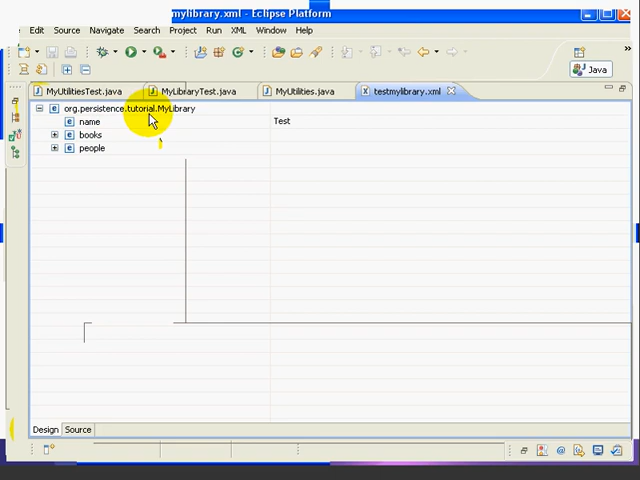 mylibrary.xml - Eclipse Platform
File Edit Source Navigate Search Project Run XML Window Help
Java
MyUtilitiesTest.java MyLibraryTest.java MyUtilities.java testmylibrary.xml
org.persistence.tutorial.MyLibrary
name Test
books
people
Design Source